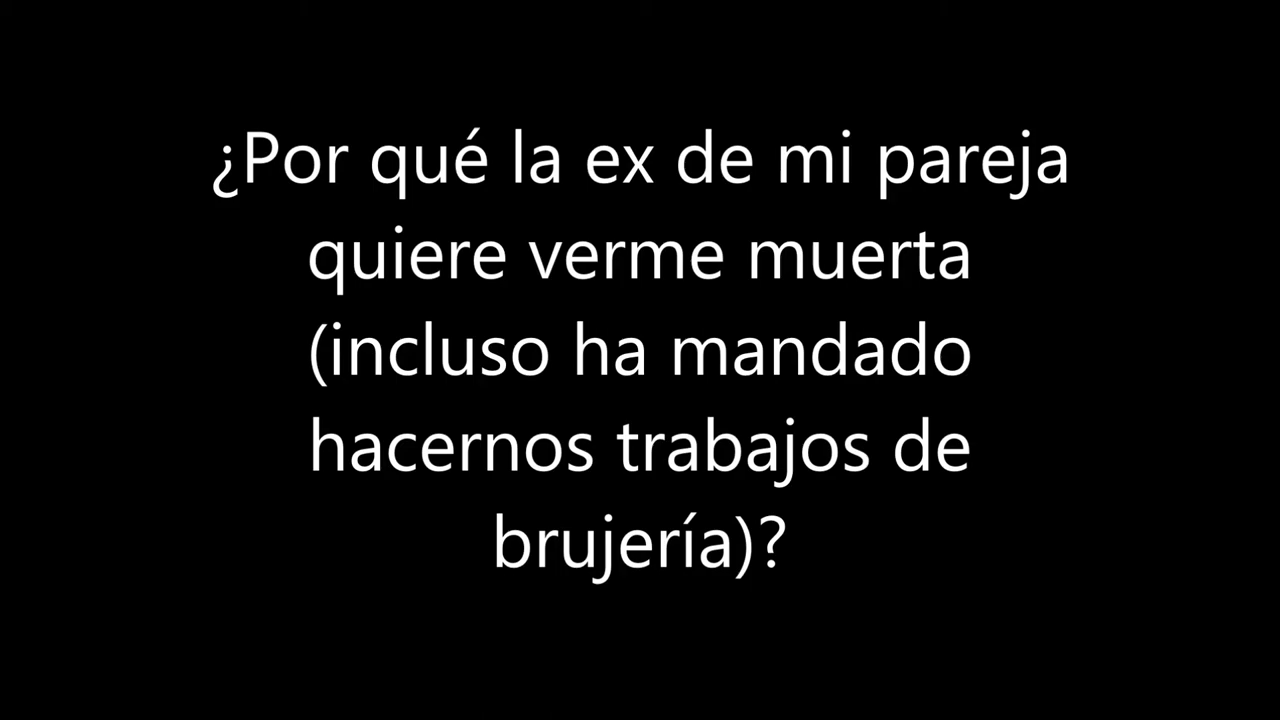 ¿Por qué la ex de mi pareja
quiere verme muerta
(incluso ha mandado
hacernos trabajos de
brujería)?